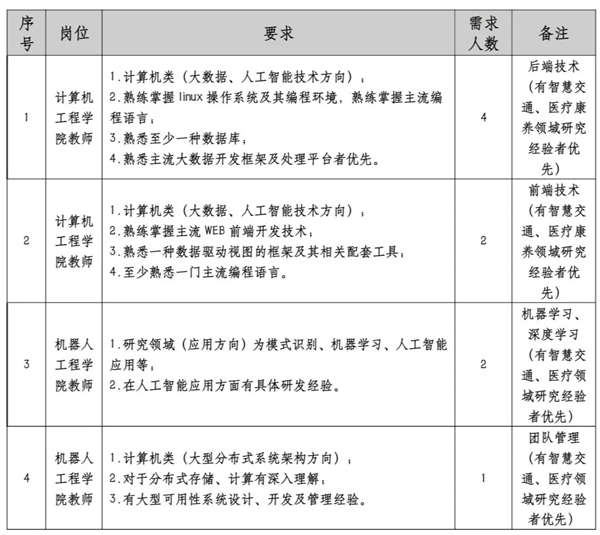 序号 岗位 要求 需求人数 备注
1 计算机工程学院教师
1.计算机类（大数据、人工智能技术方向）；
2.熟练掌握linux操作系统及其编程环境，熟练掌握主流编
程语言；
3.熟悉至少一种数据库；
4.熟悉主流大数据开发框架及处理平台者优先。
4
后端技术
（有智慧交
通、医疗康
养领域研究
经验者优
先）
2 计算机工程学院教师
1.计算机类（大数据、人工智能技术方向）；
2.熟练掌握主流WEB前端开发技术；
3.熟悉一种数据驱动视图的框架及其相关配套工具；
4.至少熟悉一门主流编程语言。
2
前端技术
（有智慧交
通、医疗康
养领域研究
经验者优
先）
3 机器人工程学院教师
1.研究领域（应用方向）为模式识别、机器学习、人工智能
应用等；
2.在人工智能应用方面有具体研发经验。
2
机器学习、
深度学习
（有智慧交
通、医疗领
域研究经验
者优先）
4 机器人工程学院教师
1.计算机类（大型分布式系统架构方向）；
2.对于分布式存储、计算有深入理解；
3.有大型可用性系统设计、开发及管理经验。
1
团队管理
（有智慧交
通、医疗领
域研究经验
者优先）